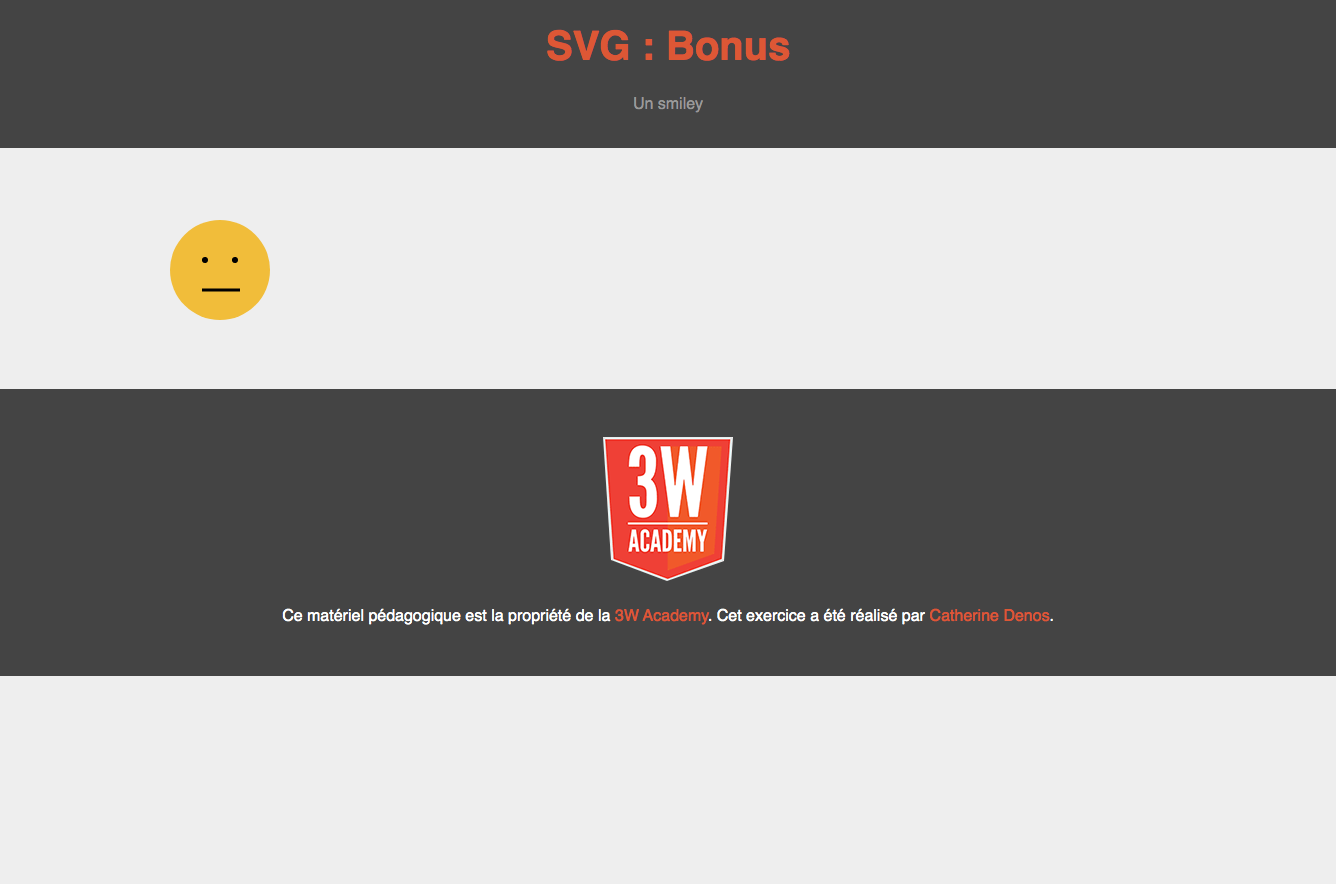 SVG : Bonus
Un smiley
3W
ACADEMY
Ce matériel pédagogique est la propriété de la 3W Academy. Cet exercice a été réalisé par Catherine Denos.